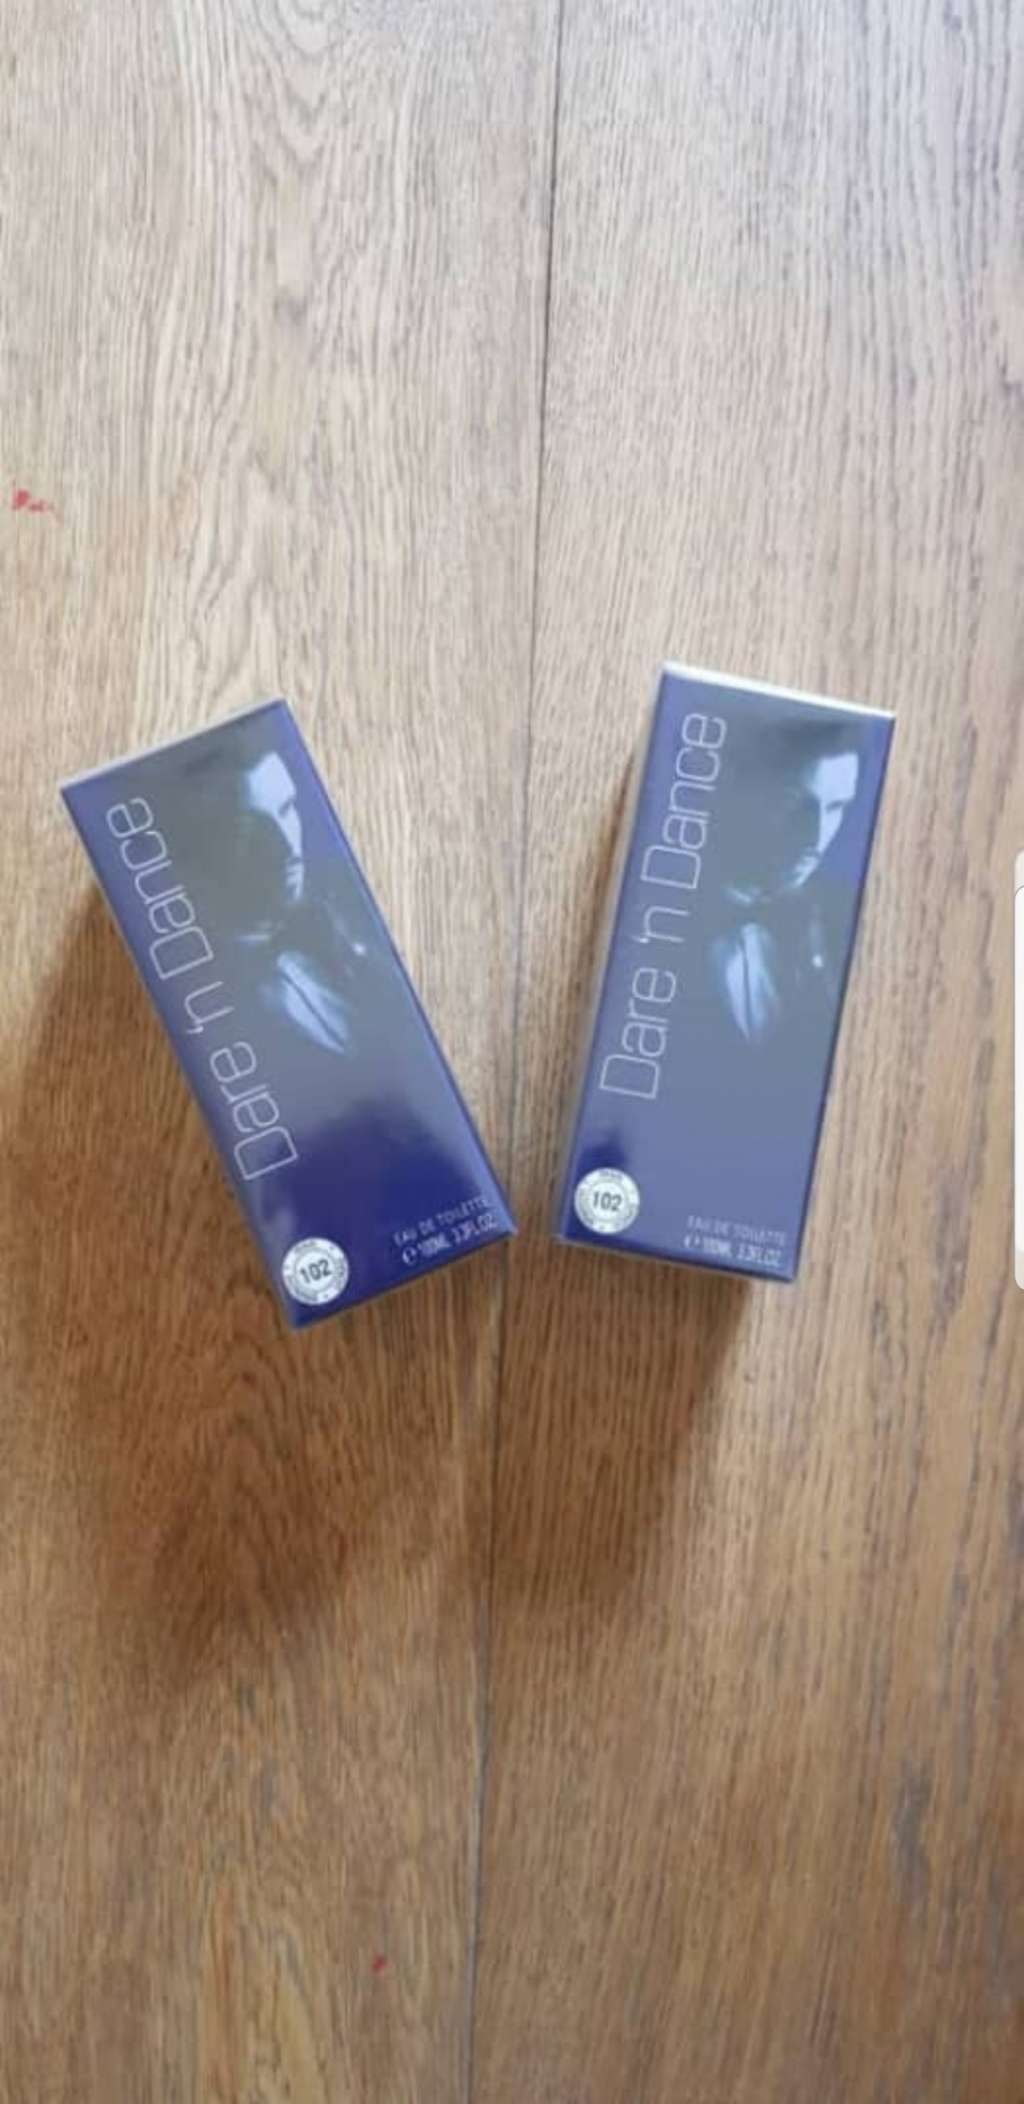 Dare 'n Dance
102
EAU DE TOILETTE
e 100ML 3.3FL.OZ
Dare 'n Dance
102
EAU DE TOILETTE
e 100ML 3.3FL.OZ